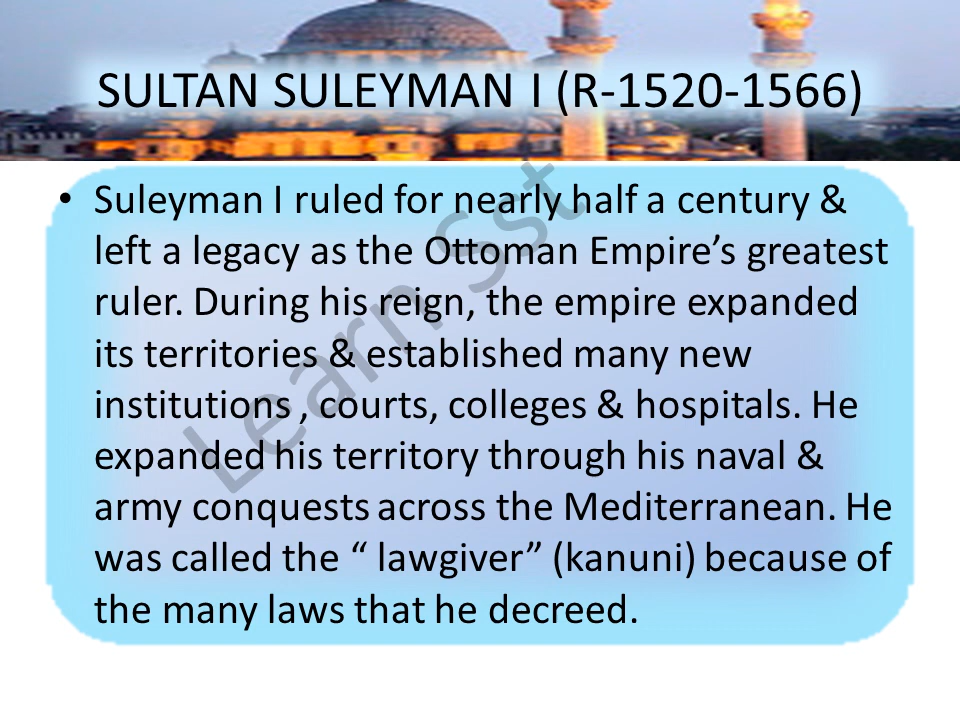 SULTAN SULEYMAN I (R-1520-1566)
• Suleyman I ruled for nearly half a century &
left a legacy as the Ottoman Empire’s greatest
ruler. During his reign, the empire expanded
its territories & established many new
institutions , courts, colleges & hospitals. He
expanded his territory through his naval &
army conquests across the Mediterranean. He
was called the “ lawgiver” (kanuni) because of
the many laws that he decreed.
Learn Sst